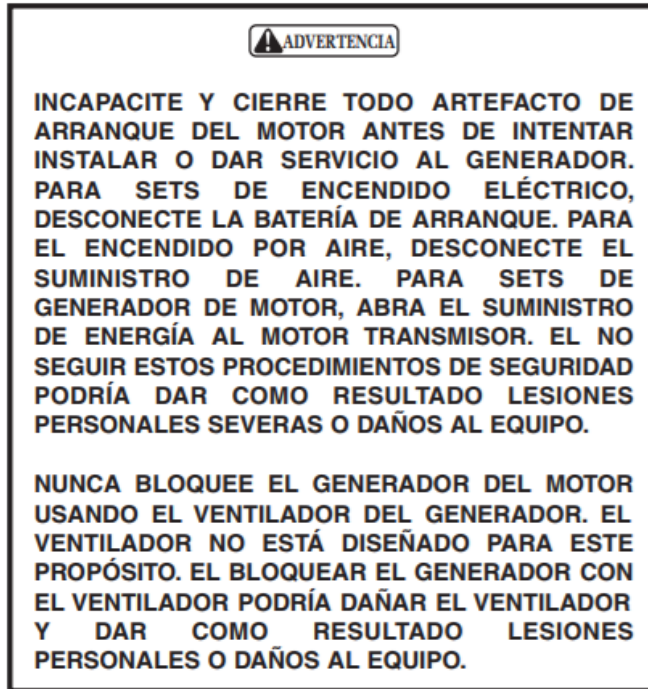 ADVERTENCIA
INCAPACITE Y CIERRE TODO ARTEFACTO DE
ARRANQUE DEL MOTOR ANTES DE INTENTAR
INSTALAR O DAR SERVICIO AL GENERADOR.
PARA SETS DE ENCENDIDO ELÉCTRICO,
DESCONECTE LA BATERÍA DE ARRANQUE. PARA
EL ENCENDIDO POR AIRE, DESCONECTE EL
SUMINISTRO DE AIRE. PARA SETS DE
GENERADOR DE MOTOR, ABRA EL SUMINISTRO
DE ENERGÍA AL MOTOR TRANSMISOR. EL NO
SEGUIR ESTOS PROCEDIMIENTOS DE SEGURIDAD
PODRÍA DAR COMO RESULTADO LESIONES
PERSONALES SEVERAS O DAÑOS AL EQUIPO.
NUNCA BLOQUEE EL GENERADOR DEL MOTOR
USANDO EL VENTILADOR DEL GENERADOR. EL
VENTILADOR NO ESTÁ DISEÑADO PARA ESTE
PROPÓSITO. EL BLOQUEAR EL GENERADOR CON
EL VENTILADOR PODRÍA DAÑAR EL VENTILADOR
Y DAR COMO RESULTADO LESIONES
PERSONALES O DAÑOS AL EQUIPO.